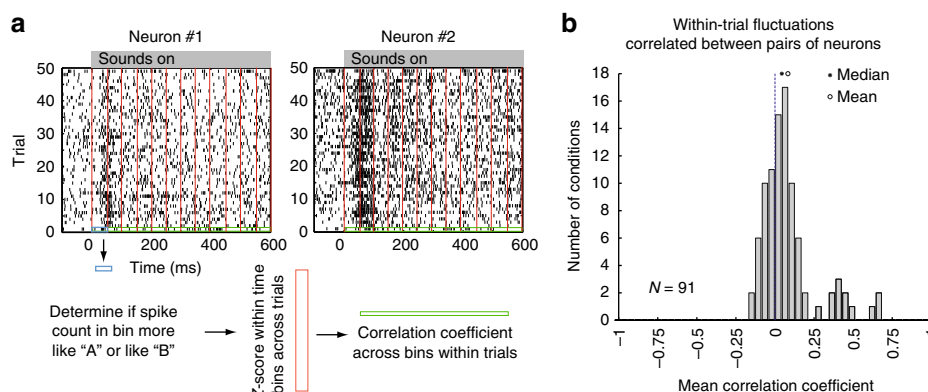 a
Neuron #1
Neuron #2
Sounds on
Sounds on
50
40
30
20
10
0
Trial
0
200
400
600
Time (ms)
50
40
30
20
10
0
0
200
400
600
Determine if spike
count in bin more
like “A” or like “B”
Z-score within time
bins across trials
Correlation coefficient
across bins within trials
b
Within-trial fluctuations
correlated between pairs of neurons
18
16
14
12
10
8
6
4
2
0
Number of conditions
Median
Mean
N = 91
–1
–0.75
–0.25
0
0.25
0.75
1
Mean correlation coefficient